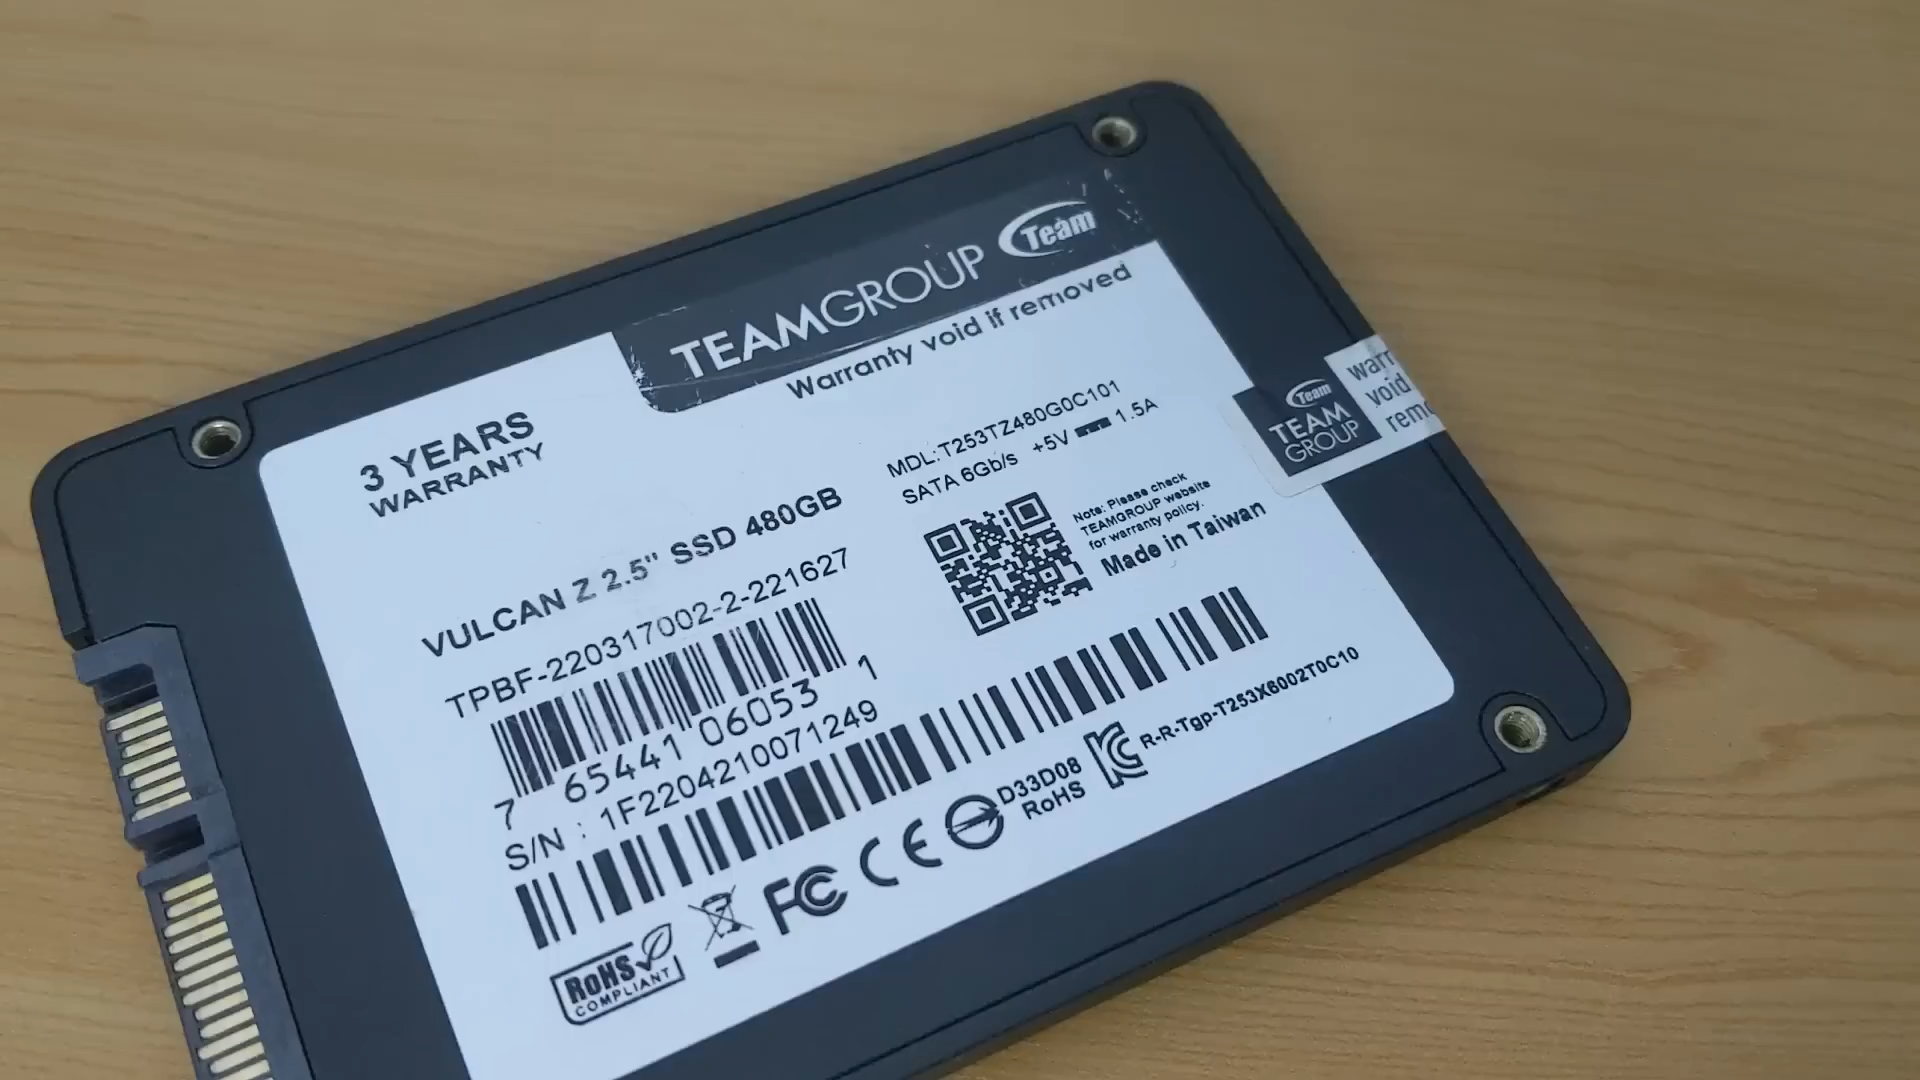 TEAMGROUP Team
Warranty void if removed
3 YEARS
WARRANTY
MDL:T253TZ480G0C101
SATA 6Gb/s +5V 1.5A
VULCAN Z 2.5" SSD 480GB
TPBF-220317002-2-221627
7 65441 06053 1
Note: Please check
TEAMGROUP website
for warranty policy.
Made in Taiwan
S/N : 1F2204210071249
RoHS
COMPLIANT
FC CE D33D08
RoHS
R-R-Tgp-T253X6002T0C10
Team
TEAM
GROUP
warr
void
remo